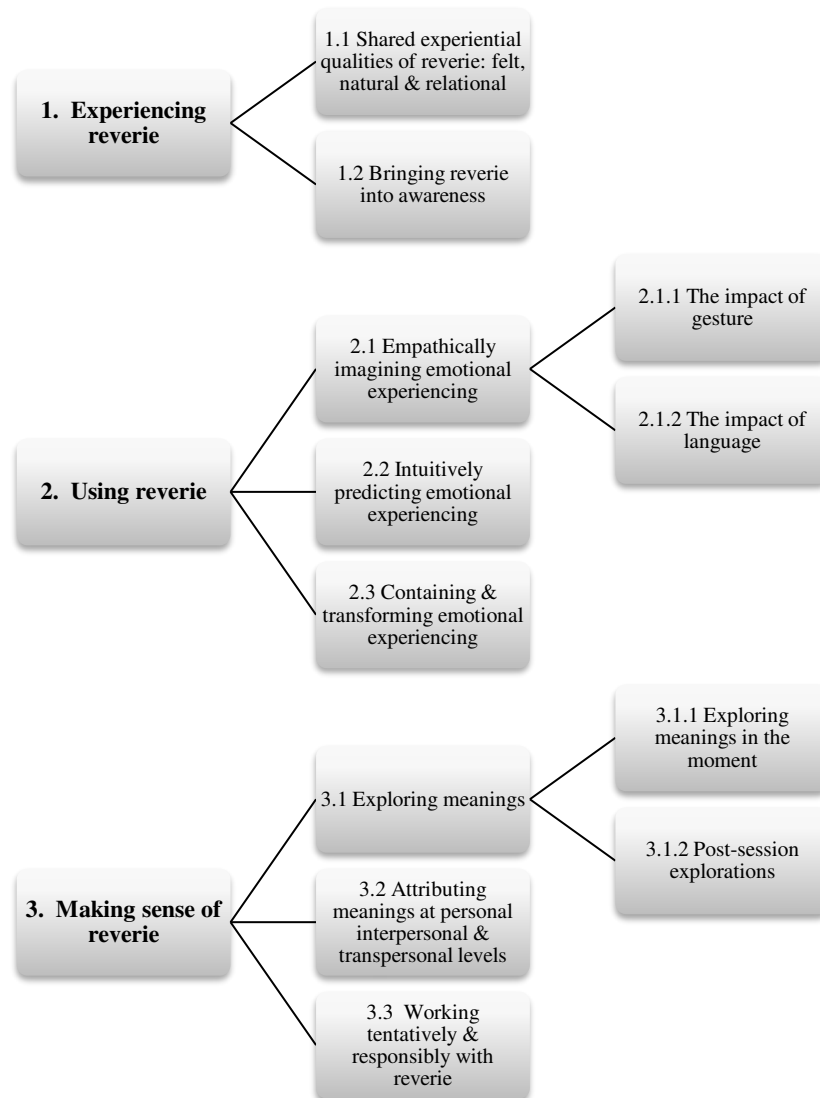 1. Experiencing
reverie
1.1 Shared experiential
qualities of reverie: felt,
natural & relational
1.2 Bringing reverie
into awareness
2. Using reverie
2.1 Empathically
imagining emotional
experiencing
2.1.1 The impact of
gesture
2.1.2 The impact of
language
2.2 Intuitively
predicting emotional
experiencing
2.3 Containing &
transforming emotional
experiencing
3. Making sense of
reverie
3.1 Exploring meanings
3.1.1 Exploring
meanings in the
moment
3.1.2 Post-session
explorations
3.2 Attributing
meanings at personal
interpersonal &
transpersonal levels
3.3 Working
tentatively &
responsibly with
reverie